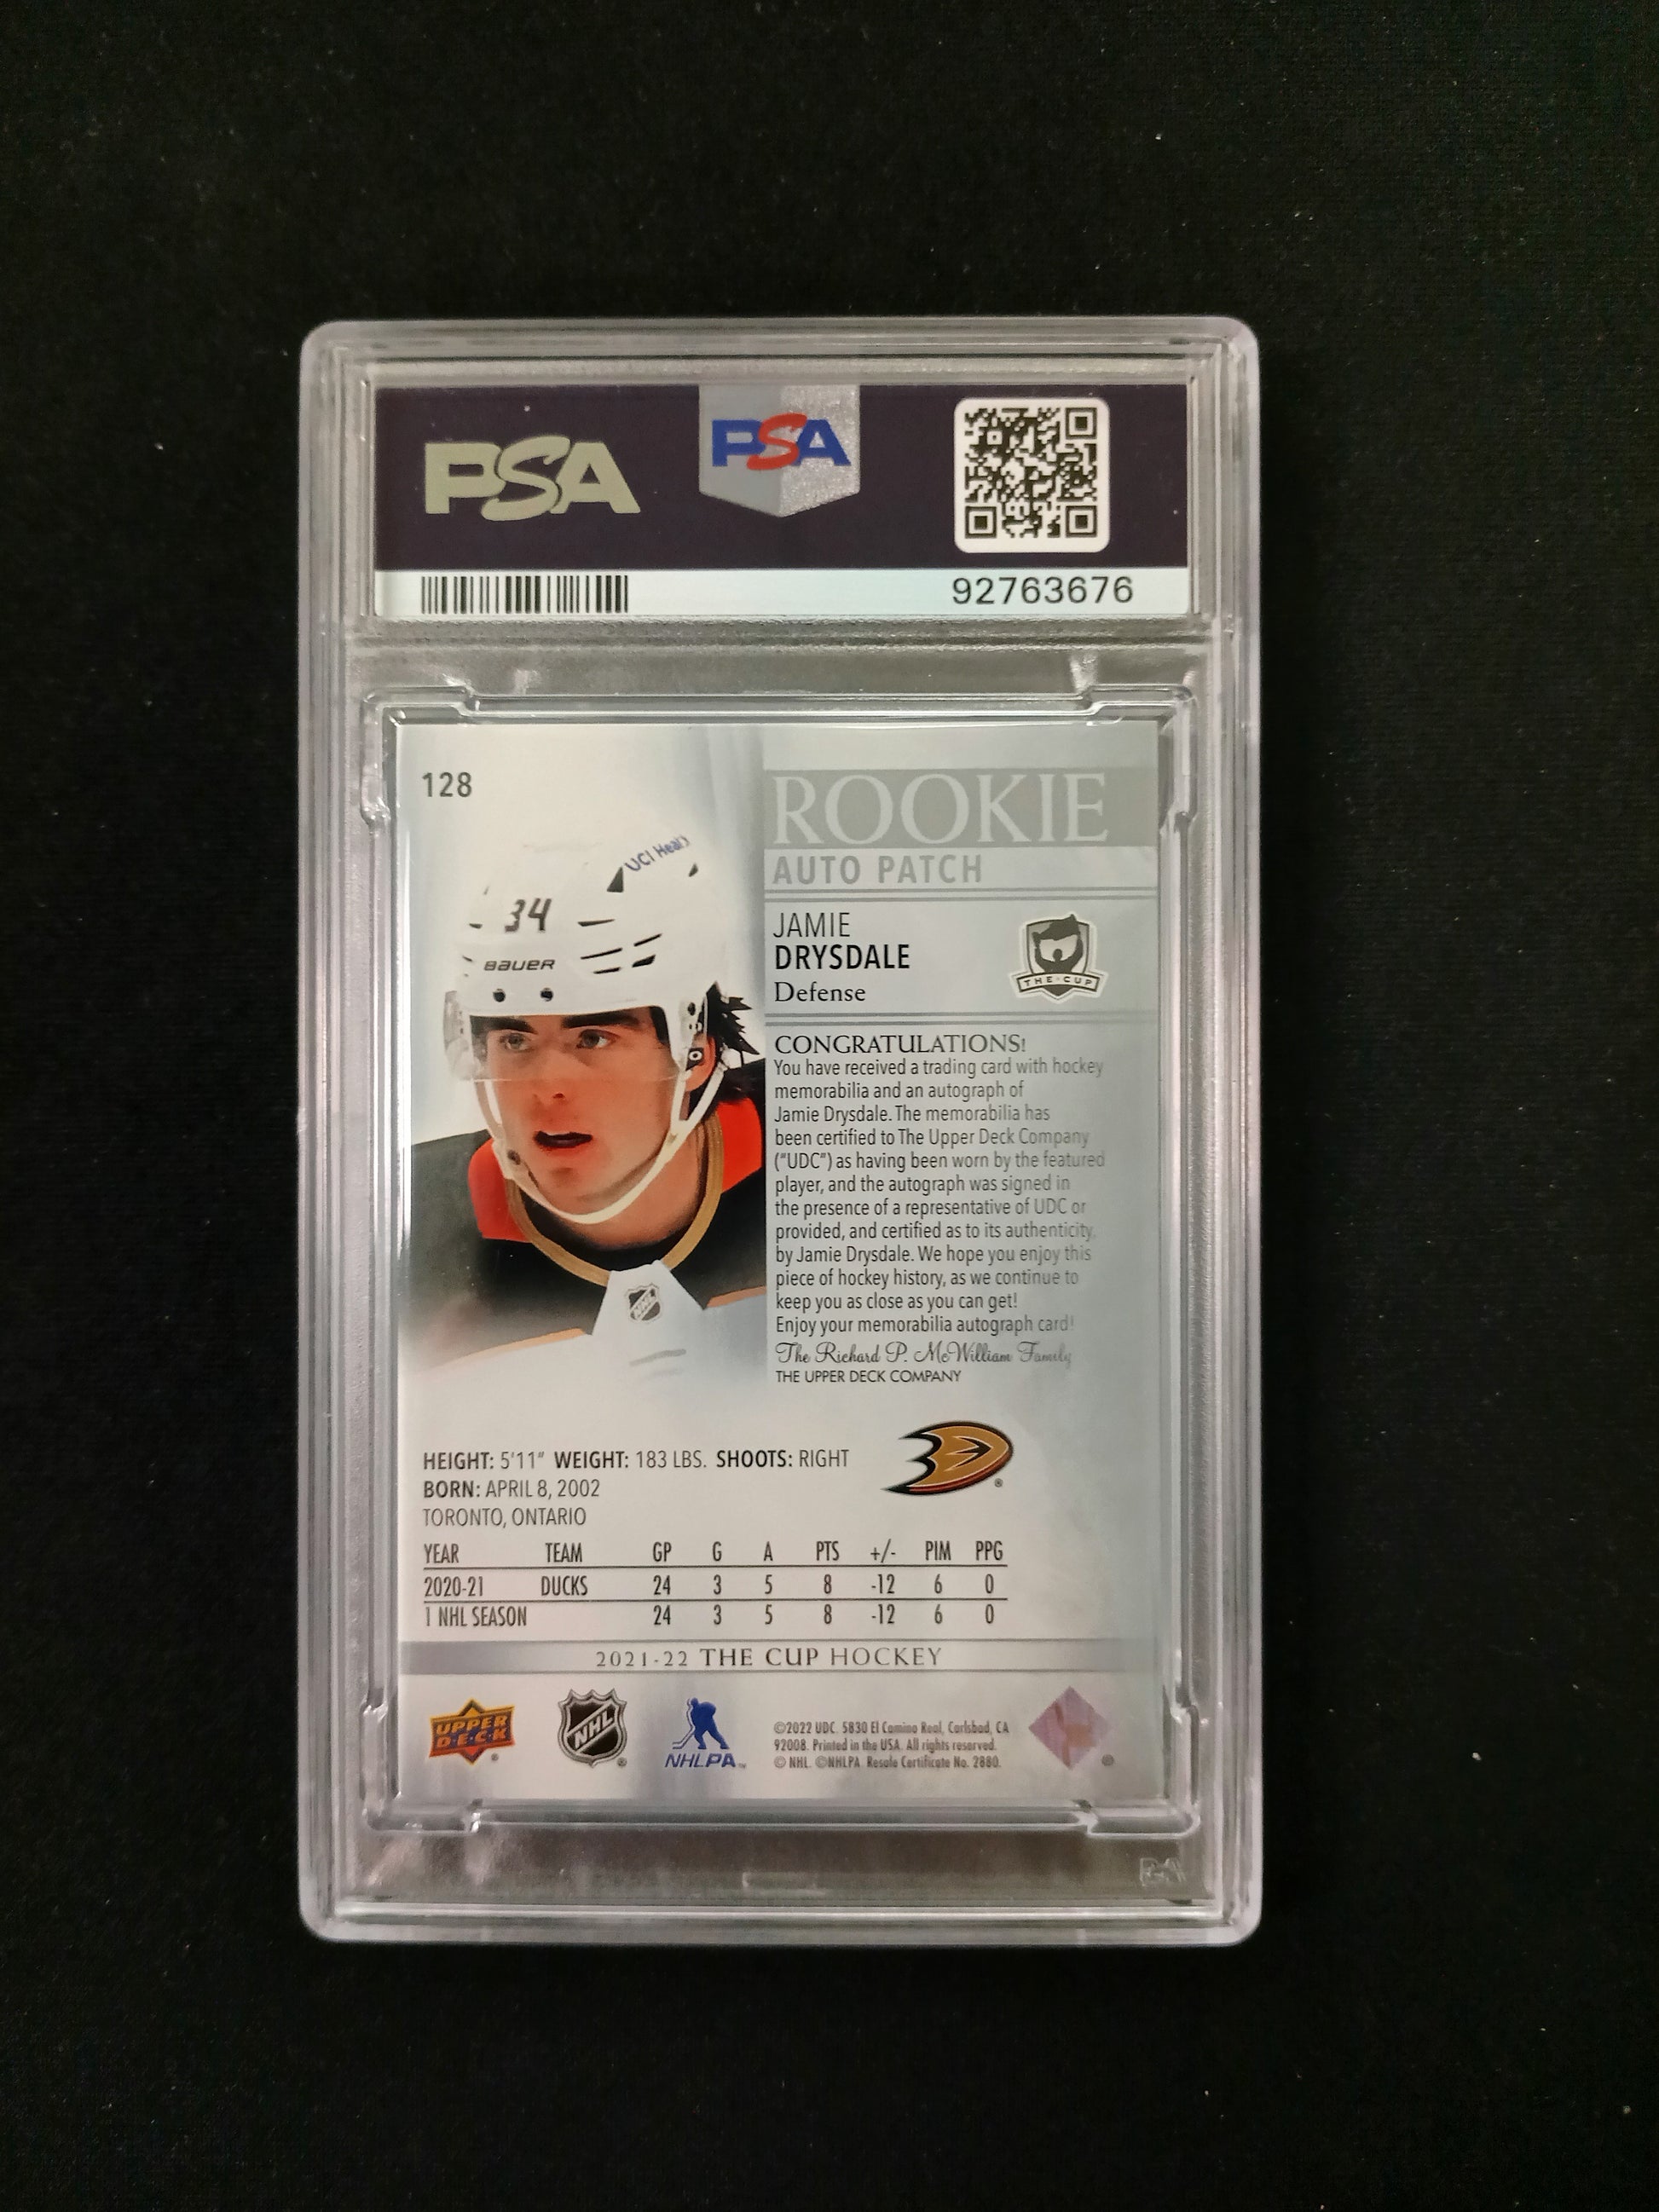 PSA
PSA
92763676
128
ROOKIE
AUTO PATCH
UCI Heal
34
BAUER
JAMIE
DRYSDALE
Defense
THE·CUP
CONGRATULATIONS!
You have received a trading card with hockey
memorabilia and an autograph of
Jamie Drysdale. The memorabilia has
been certified to The Upper Deck Company
("UDC") as having been worn by the featured
player, and the autograph was signed in
the presence of a representative of UDC or
provided, and certified as to its authenticity,
by Jamie Drysdale. We hope you enjoy this
piece of hockey history, as we continue to
keep you as close as you can get!
Enjoy your memorabilia autograph card!
The Richard P. McWilliam Family
THE UPPER DECK COMPANY
NHL
HEIGHT: 5'11" WEIGHT: 183 LBS. SHOOTS: RIGHT
BORN: APRIL 8, 2002
TORONTO, ONTARIO
YEAR TEAM GP G A PTS +/- PIM PPG
2020-21 DUCKS 24 3 5 8 -12 6 0
1 NHL SEASON 24 3 5 8 -12 6 0
2021-22 THE CUP HOCKEY
UPPER DECK ®
NHL ®
NHLPA™
©2022 UDC. 5830 El Camino Real, Carlsbad, CA
92008. Printed in the USA. All rights reserved.
© NHL. ©NHLPA. Resale Certificate No. 2880.
PSA